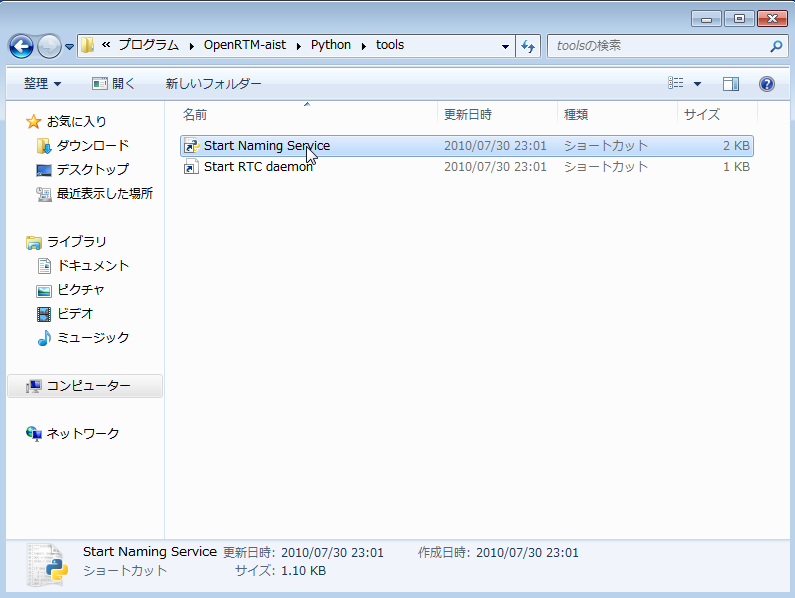 « プログラム ▸ OpenRTM-aist ▸ Python ▸ tools
toolsの検索
整理 開く 新しいフォルダー
お気に入り
ダウンロード
デスクトップ
最近表示した場所
ライブラリ
ドキュメント
ピクチャ
ビデオ
ミュージック
コンピューター
ネットワーク
名前 更新日時 種類 サイズ
Start Naming Service 2010/07/30 23:01 ショートカット 2 KB
Start RTC daemon 2010/07/30 23:01 ショートカット 1 KB
Start Naming Service 更新日時: 2010/07/30 23:01 作成日時: 2010/07/30 23:01
ショートカット サイズ: 1.10 KB